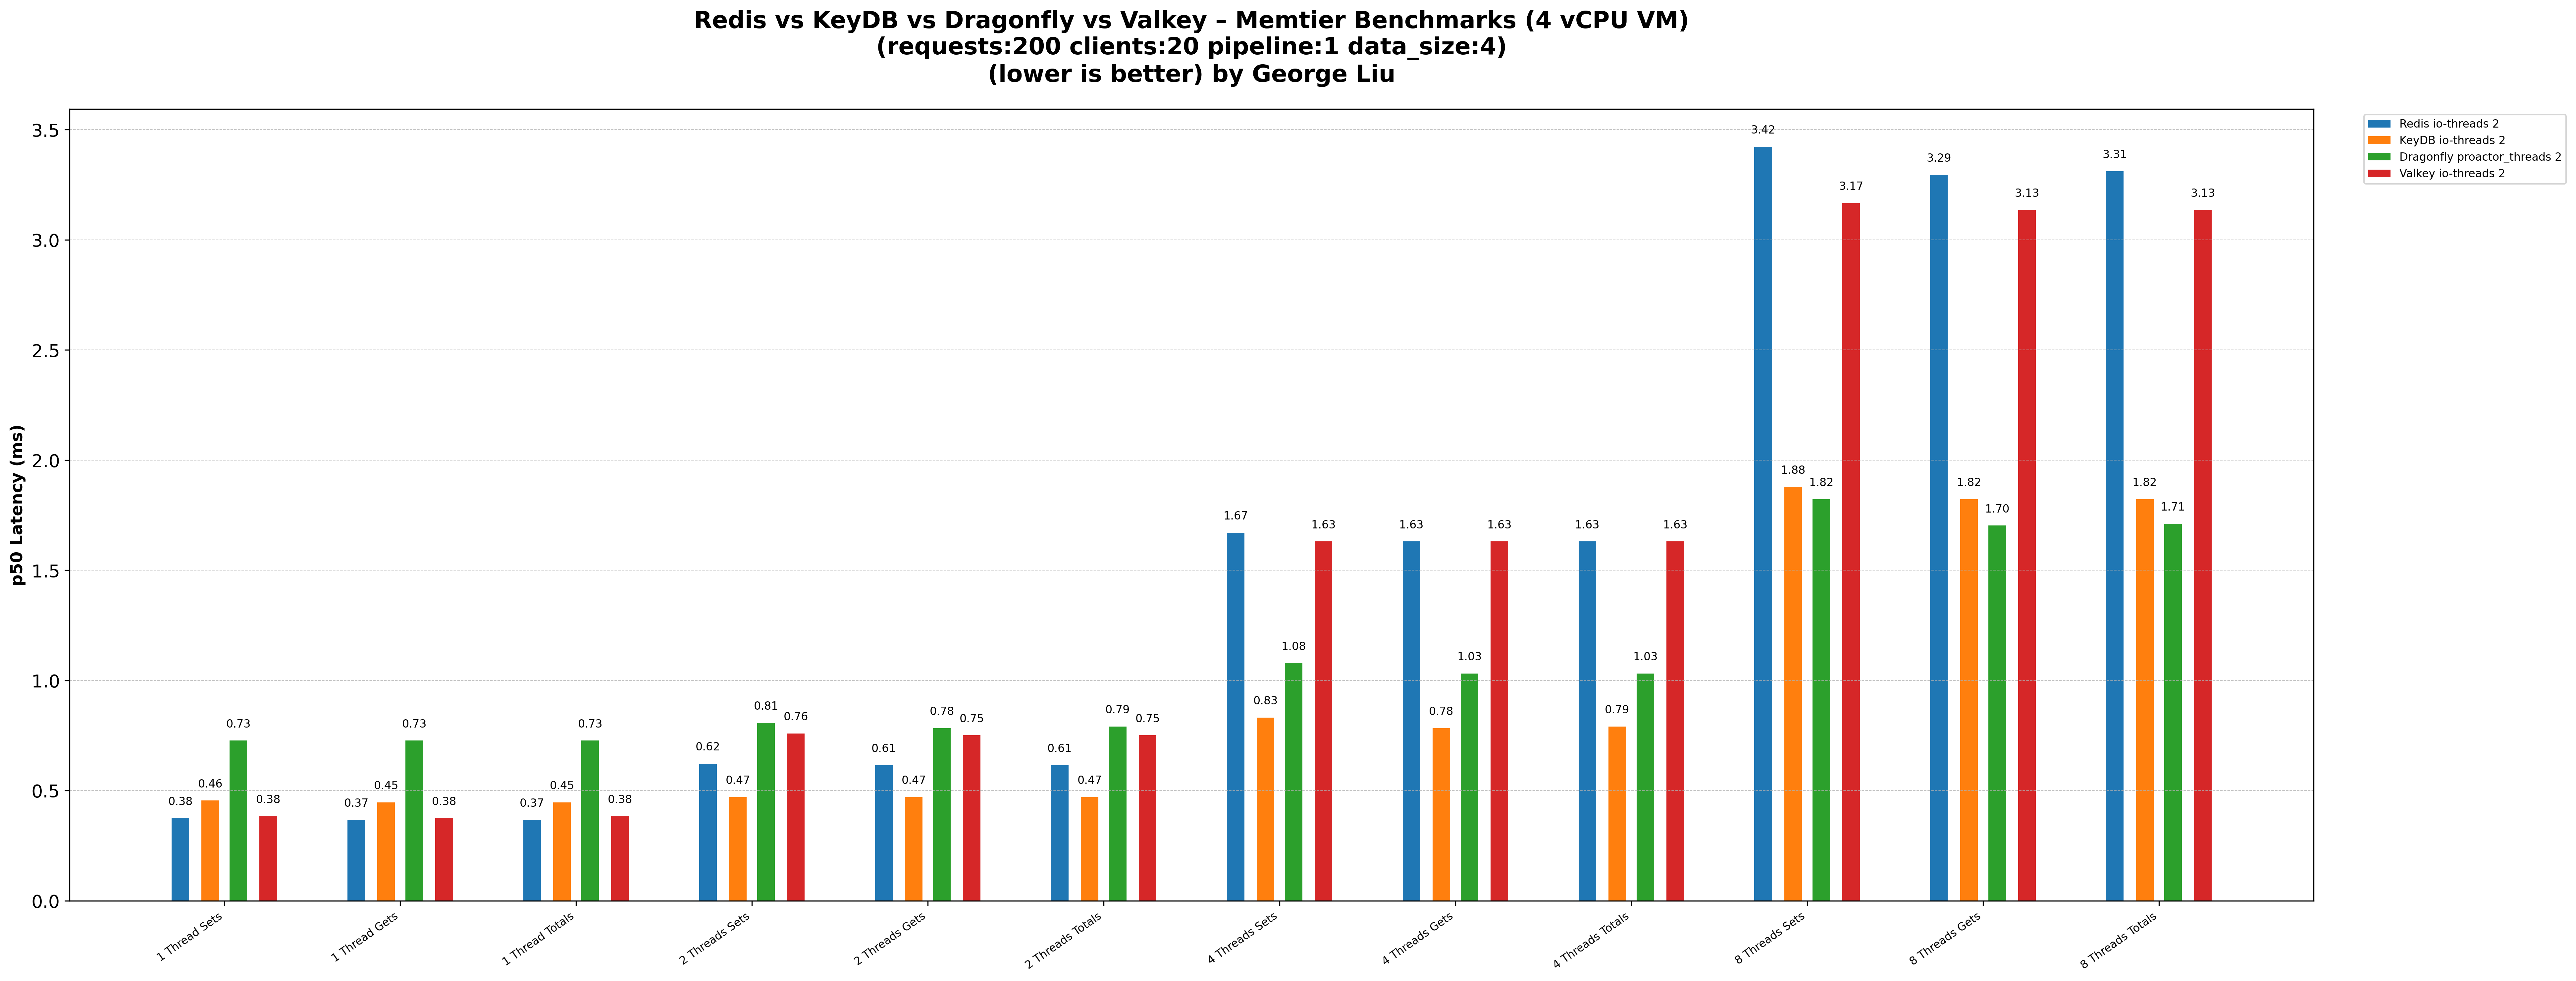 Redis vs KeyDB vs Dragonfly vs Valkey – Memtier Benchmarks (4 vCPU VM)
(requests:200 clients:20 pipeline:1 data_size:4)
(lower is better) by George Liu
p50 Latency (ms)
3.5
3.0
2.5
2.0
1.5
1.0
0.5
0.0
0.38
0.46
0.73
0.38
0.37
0.45
0.73
0.38
0.37
0.45
0.73
0.38
0.62
0.47
0.81
0.76
0.61
0.47
0.78
0.75
0.61
0.47
0.79
0.75
1.67
0.83
1.08
1.63
1.63
0.78
1.03
1.63
1.63
0.79
1.03
1.63
3.42
1.88
1.82
3.17
3.29
1.82
1.70
3.13
3.31
1.82
1.71
3.13
1 Thread Sets
1 Thread Gets
1 Thread Totals
2 Threads Sets
2 Threads Gets
2 Threads Totals
4 Threads Sets
4 Threads Gets
4 Threads Totals
8 Threads Sets
8 Threads Gets
8 Threads Totals
Redis io-threads 2
KeyDB io-threads 2
Dragonfly proactor_threads 2
Valkey io-threads 2